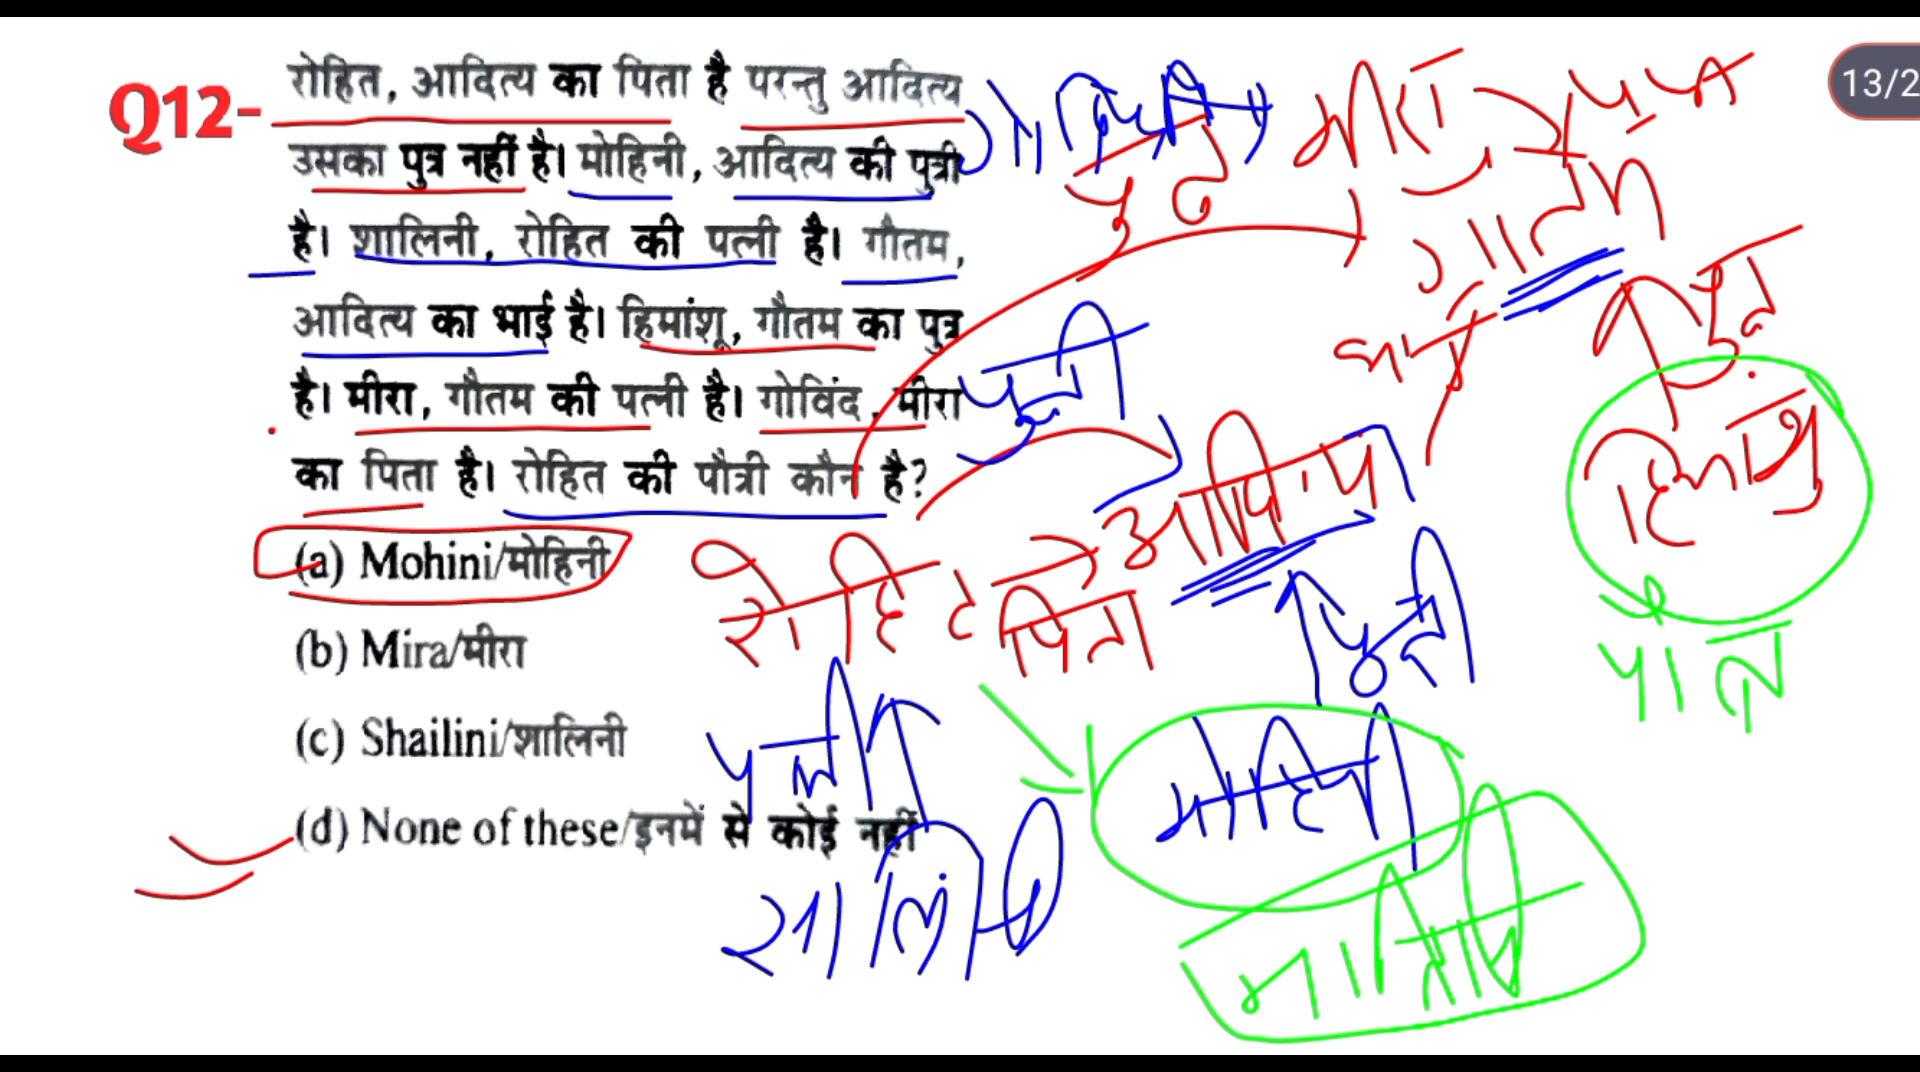 13/2
Q12- रोहित, आदित्य का पिता है परन्तु आदित्य
उसका पुत्र नहीं है। मोहिनी, आदित्य की पुत्री
है। शालिनी, रोहित की पत्नी है। गौतम,
आदित्य का भाई है। हिमांशू, गौतम का पुत्र
है। मीरा, गौतम की पत्नी है। गोविंद, मीरा
का पिता है। रोहित की पौत्री कौन है?
(a) Mohini/मोहिनी
(b) Mira/मीरा
(c) Shailini/शालिनी
(d) None of these/इनमें से कोई नहीं
मीरा
गौतम
पुत्री
पुत्र
हिमांशु
रोहित
पिता
पुत्री
पत्नी
मोहिनी